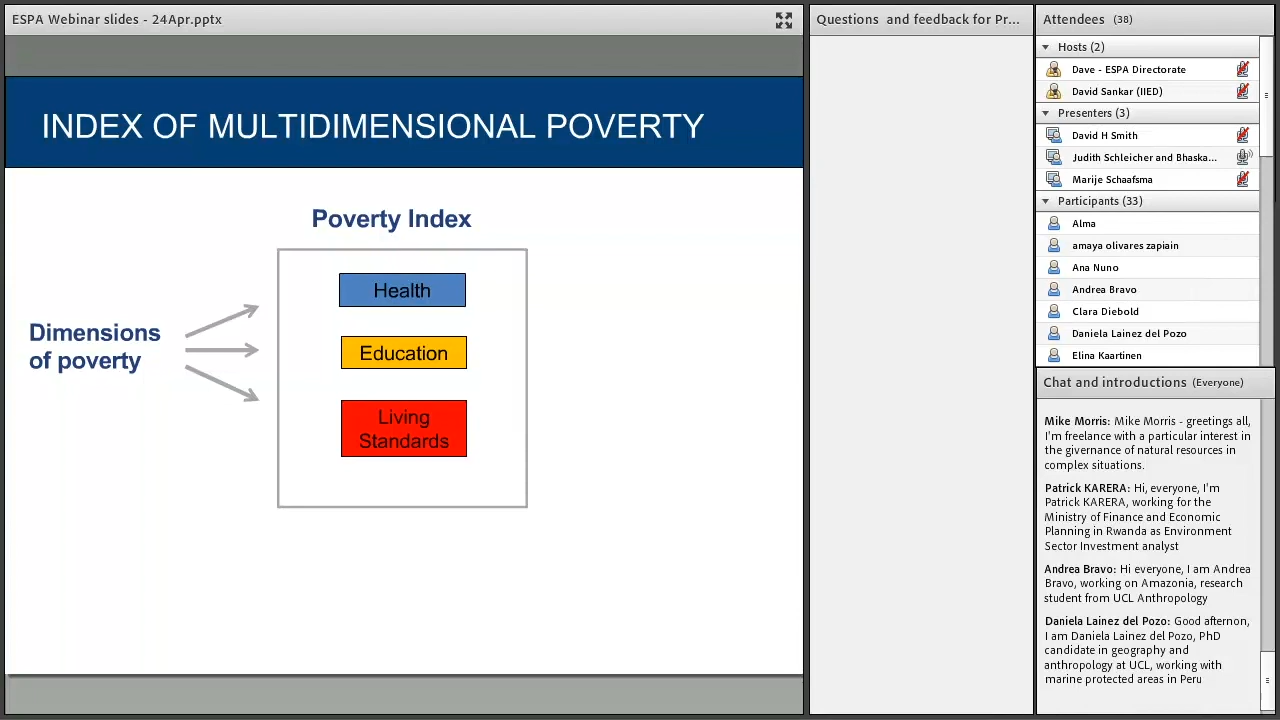 ESPA Webinar slides - 24Apr.pptx
INDEX OF MULTIDIMENSIONAL POVERTY
Poverty Index
Health
Dimensions
of poverty
Education
Living
Standards
Questions and feedback for Pr...
Attendees (38)
Hosts (2)
Dave - ESPA Directorate
David Sankar (IIED)
Presenters (3)
David H Smith
Judith Schleicher and Bhaska...
Marije Schaafsma
Participants (33)
Alma
amaya olivares zapiain
Ana Nuno
Andrea Bravo
Clara Diebold
Daniela Lainez del Pozo
Elina Kaartinen
Chat and introductions (Everyone)
Mike Morris: Mike Morris - greetings all,
I'm freelance with a particular interest in
the givernance of natural resources in
complex situations.
Patrick KARERA: Hi, everyone, I'm
Patrick KARERA, working for the
Ministry of Finance and Economic
Planning in Rwanda as Environment
Sector Investment analyst
Andrea Bravo: Hi everyone, I am Andrea
Bravo, working on Amazonia, research
student from UCL Anthropology
Daniela Lainez del Pozo: Good afternon,
I am Daniela Lainez del Pozo, PhD
candidate in geography and
anthropology at UCL, working with
marine protected areas in Peru